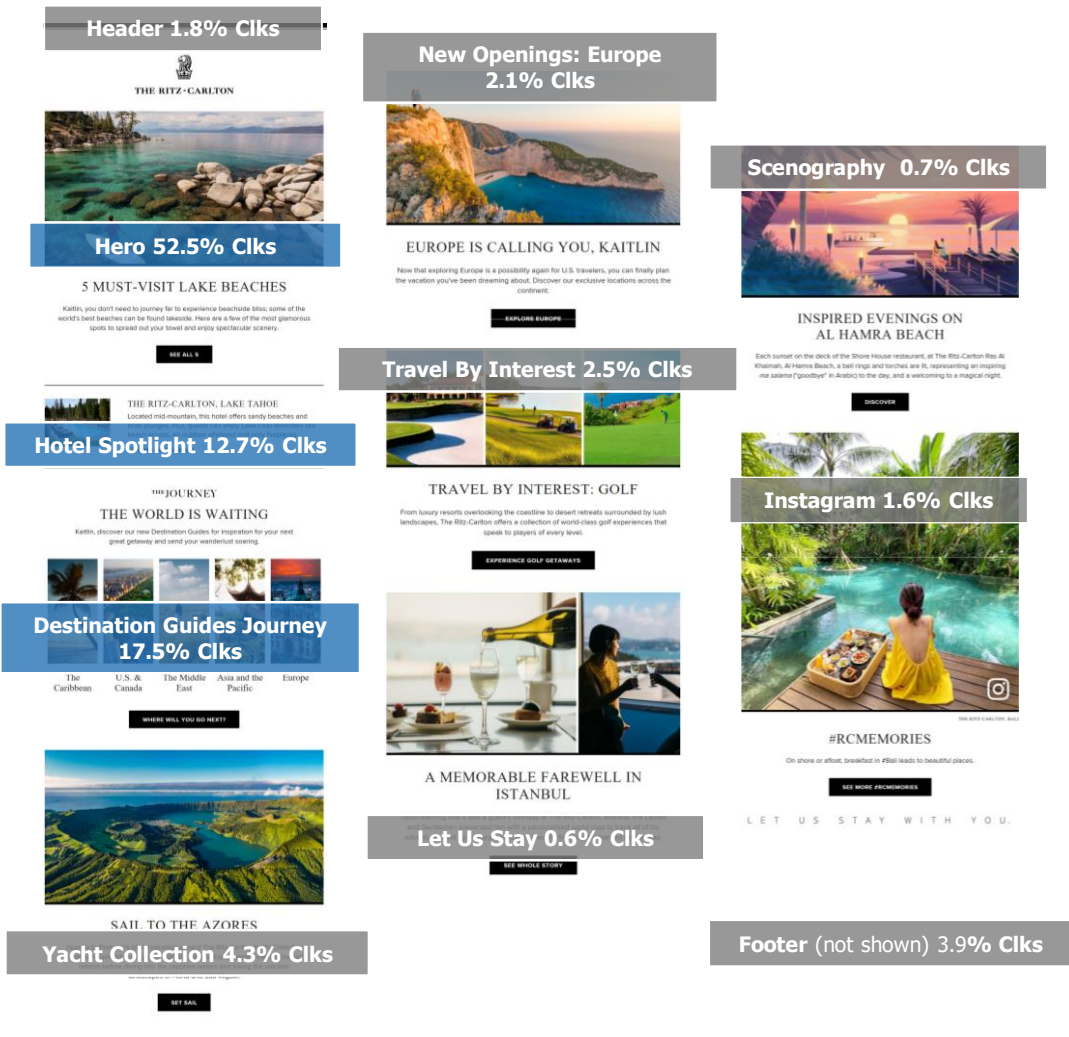 Header 1.8% Clks
THE RITZ-CARLTON
Hero 52.5% Clks
5 MUST-VISIT LAKE BEACHES
Kaitlin, you don't need to journey far to experience beachside bliss; some of the
world's best beaches can be found lakeside. Here are a few of the most glamorous
spots to spread out your towel and enjoy spectacular scenery.
SEE ALL 5
THE RITZ-CARLTON, LAKE TAHOE
Located mid-mountain, this hotel offers sandy beaches and
Hotel Spotlight 12.7% Clks
THE JOURNEY
THE WORLD IS WAITING
Kaitlin, discover our new Destination Guides for inspiration for your next
great getaway and send your wanderlust soaring.
Destination Guides Journey
17.5% Clks
The Caribbean
U.S. & Canada
The Middle East
Asia and the Pacific
Europe
WHERE WILL YOU GO NEXT?
SAIL TO THE AZORES
Yacht Collection 4.3% Clks
SET SAIL
New Openings: Europe
2.1% Clks
EUROPE IS CALLING YOU, KAITLIN
Now that exploring Europe is a possibility again for U.S. travelers, you can finally plan
the vacation you've been dreaming about. Discover our exclusive locations across the
continent.
EXPLORE EUROPE
Travel By Interest 2.5% Clks
TRAVEL BY INTEREST: GOLF
From luxury resorts overlooking the coastline to desert retreats surrounded by lush
landscapes, The Ritz-Carlton offers a collection of world-class golf experiences that
speak to players of every level.
EXPERIENCE GOLF GETAWAYS
A MEMORABLE FAREWELL IN
ISTANBUL
Let Us Stay 0.6% Clks
SEE WHOLE STORY
Scenography 0.7% Clks
INSPIRED EVENINGS ON
AL HAMRA BEACH
Each sunset on the deck of the Shore House restaurant, at The Ritz-Carlton Ras Al
Khaimah, Al Hamra Beach, a bell rings and torches are lit, representing an inspiring
ma salama ("goodbye" in Arabic) to the day, and a welcoming to a magical night.
DISCOVER
Instagram 1.6% Clks
THE RITZ-CARLTON, BALI
#RCMEMORIES
On shore or afloat, breakfast in #Bali leads to beautiful places.
SEE MORE #RCMEMORIES
LET US STAY WITH YOU.
Footer (not shown) 3.9% Clks